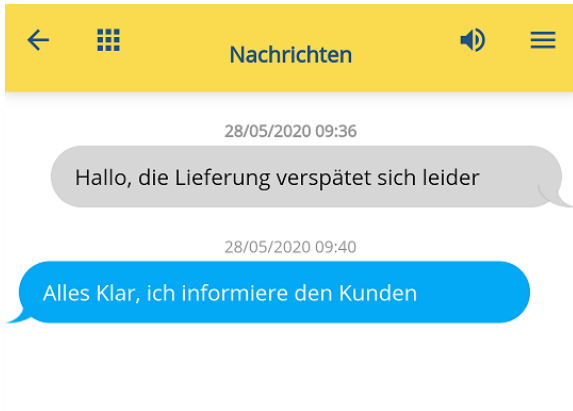 Nachrichten
28/05/2020 09:36
Hallo, die Lieferung verspätet sich leider
28/05/2020 09:40
Alles Klar, ich informiere den Kunden